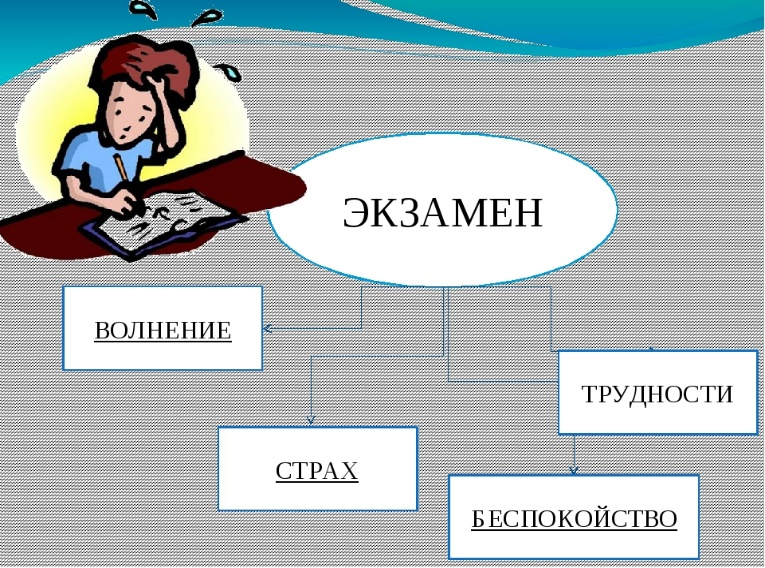 ЭКЗАМЕН
ВОЛНЕНИЕ
ТРУДНОСТИ
СТРАХ
БЕСПОКОЙСТВО